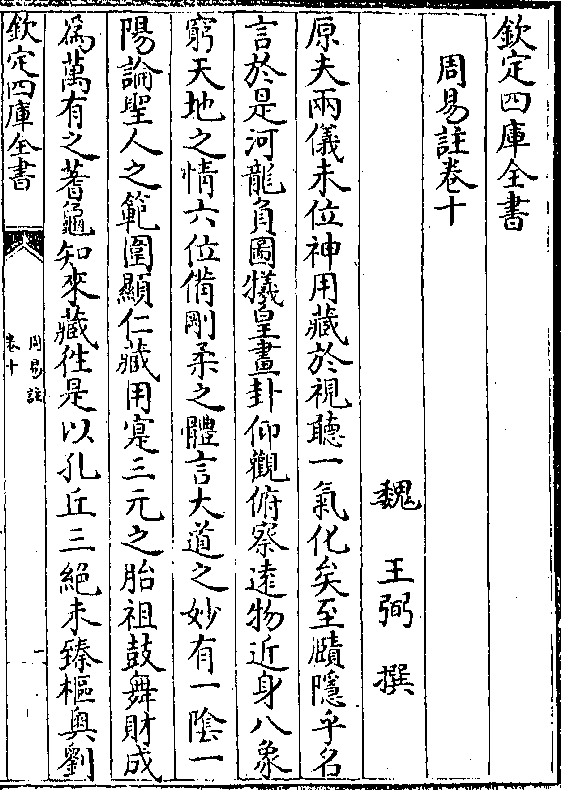 欽定四庫全書
周易註卷十
魏 王弼 撰
原夫兩儀未位神用藏於視聽一氣化矣至賾隱乎名
言於是河龍負圖犧皇畫卦仰觀俯察遠物近身八象
窮天地之情六位備剛柔之體言大道之妙有一陰一
陽論聖人之範圍顯仁藏用寔三元之胎祖鼓舞財成
為萬有之蓍龜知來藏往是以孔丘三絶未臻樞奥劉
欽定四庫全書
周易註
卷十
一